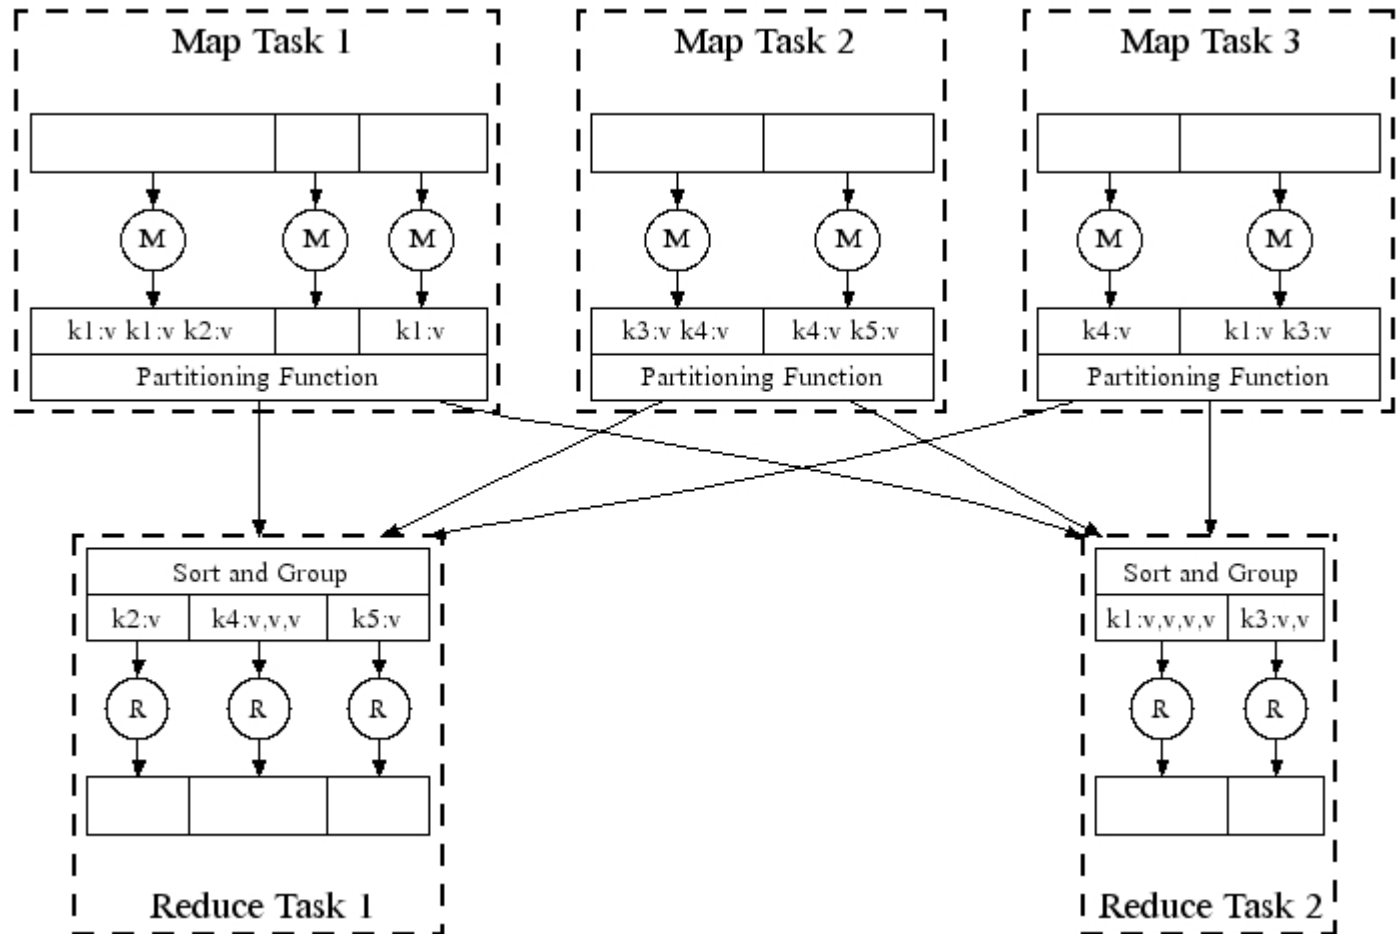 Map Task 1
Map Task 2
Map Task 3
M
M
M
M
M
M
M
k1:v k1:v k2:v
k1:v
k3:v k4:v
k4:v k5:v
k4:v
k1:v k3:v
Partitioning Function
Partitioning Function
Partitioning Function
Sort and Group
Sort and Group
k2:v
k4:v,v,v
k5:v
k1:v,v,v,v
k3:v,v
R
R
R
R
R
Reduce Task 1
Reduce Task 2